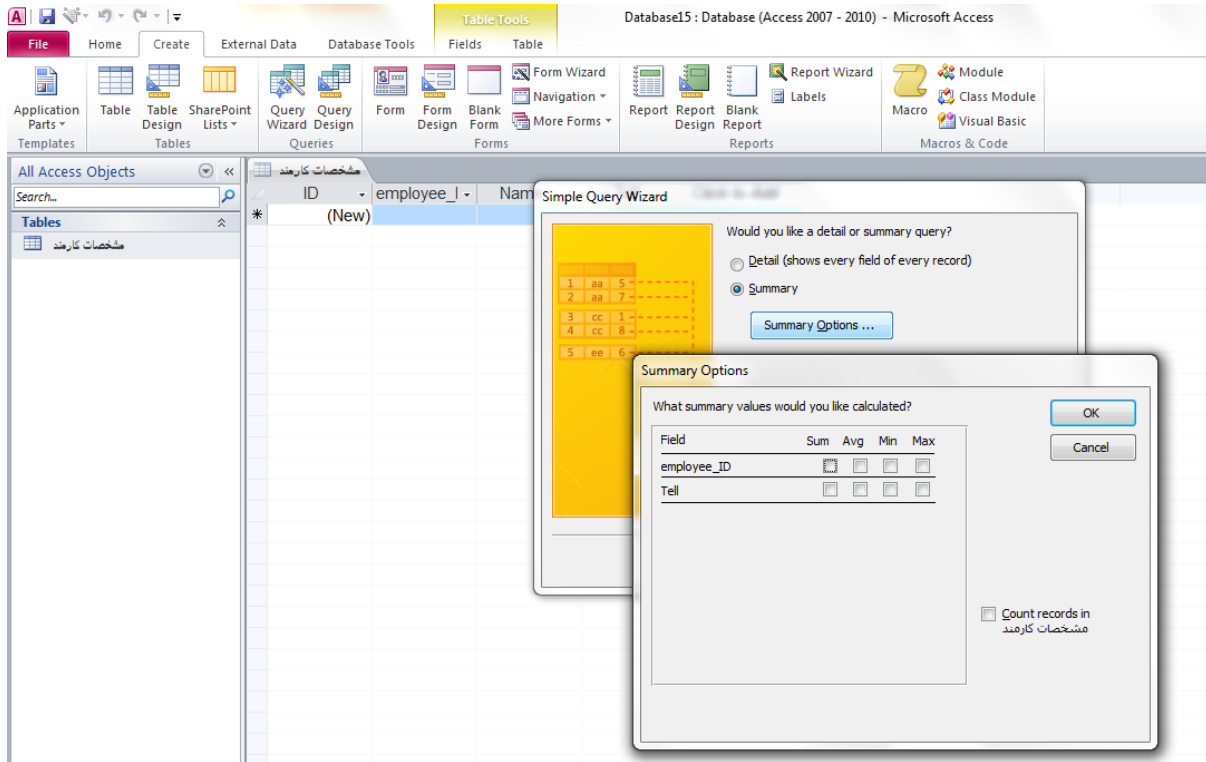 Table Tools
Database15 : Database (Access 2007 - 2010) - Microsoft Access
File Home Create External Data Database Tools Fields Table
Application Parts
Table
Table Design
SharePoint Lists
Query Wizard
Query Design
Form
Form Design
Blank Form
Form Wizard
Navigation
More Forms
Report
Report Design
Blank Report
Report Wizard
Labels
Macro
Module
Class Module
Visual Basic
Templates Tables Queries Forms Reports Macros & Code
All Access Objects
Search...
Tables
مشخصات کارمند
مشخصات کارمند
ID employee_I Nam
(New)
Simple Query Wizard
Would you like a detail or summary query?
Detail (shows every field of every record)
Summary
Summary Options ...
1 aa 5
2 aa 7
3 cc 1
4 cc 8
5 ee 6
Summary Options
What summary values would you like calculated?
Field Sum Avg Min Max
employee_ID
Tell
OK
Cancel
Count records in
مشخصات کارمند